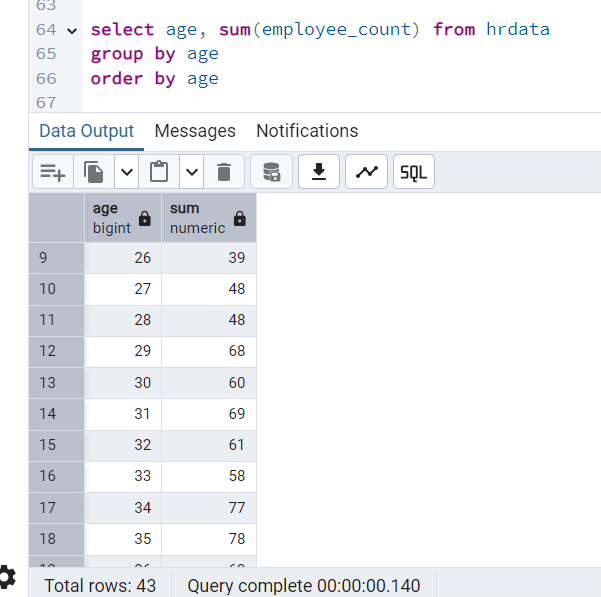 63
64 select age, sum(employee_count) from hrdata
65 group by age
66 order by age
67
Data Output Messages Notifications
SQL
age sum
bigint numeric
9 26 39
10 27 48
11 28 48
12 29 68
13 30 60
14 31 69
15 32 61
16 33 58
17 34 77
18 35 78
Total rows: 43 Query complete 00:00:00.140